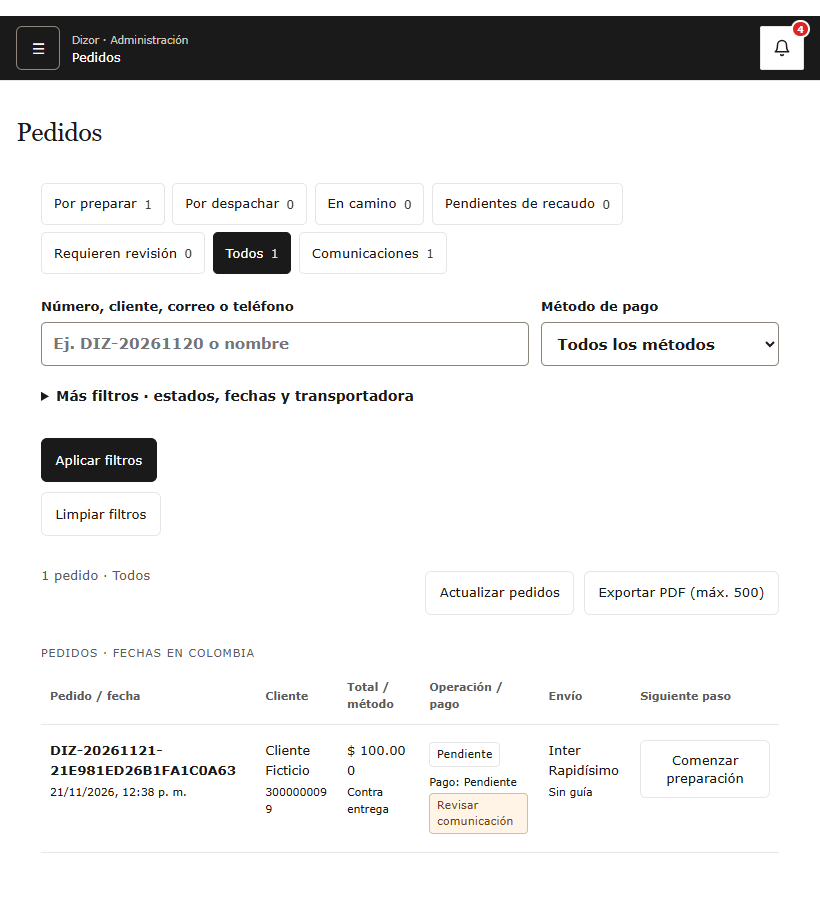 ☰
Dizor · Administración
Pedidos
4
Pedidos
Por preparar 1
Por despachar 0
En camino 0
Pendientes de recaudo 0
Requieren revisión 0
Todos 1
Comunicaciones 1
Número, cliente, correo o teléfono
Método de pago
Ej. DIZ-20261120 o nombre
Todos los métodos
Más filtros · estados, fechas y transportadora
Aplicar filtros
Limpiar filtros
1 pedido · Todos
Actualizar pedidos
Exportar PDF (máx. 500)
PEDIDOS · FECHAS EN COLOMBIA
Pedido / fecha
Cliente
Total /
método
Operación /
pago
Envío
Siguiente paso
DIZ-20261121-
21E981ED26B1FA1C0A63
21/11/2026, 12:38 p. m.
Cliente
Ficticio
300000009
9
$ 100.00
0
Contra
entrega
Pendiente
Pago: Pendiente
Revisar
comunicación
Inter
Rapidísimo
Sin guía
Comenzar
preparación